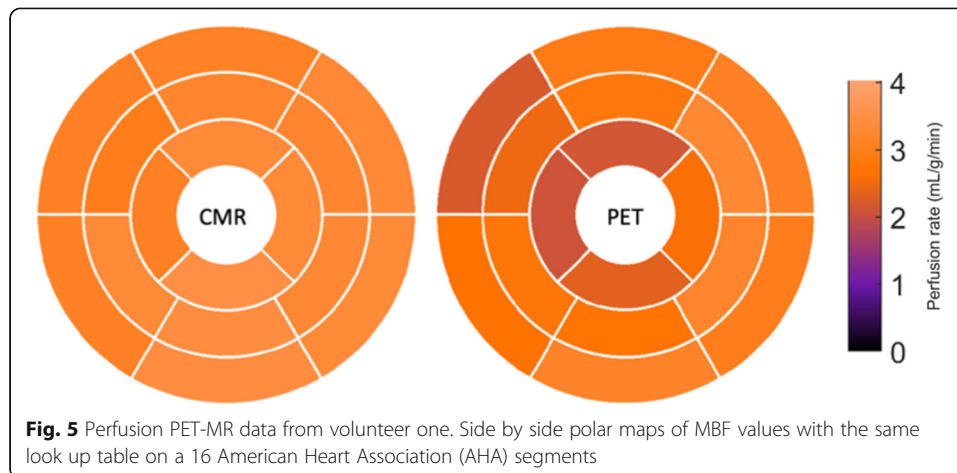 CMR
PET
4
3
2
1
0
Perfusion rate (mL/g/min)
Fig. 5 Perfusion PET-MR data from volunteer one. Side by side polar maps of MBF values with the same
look up table on a 16 American Heart Association (AHA) segments